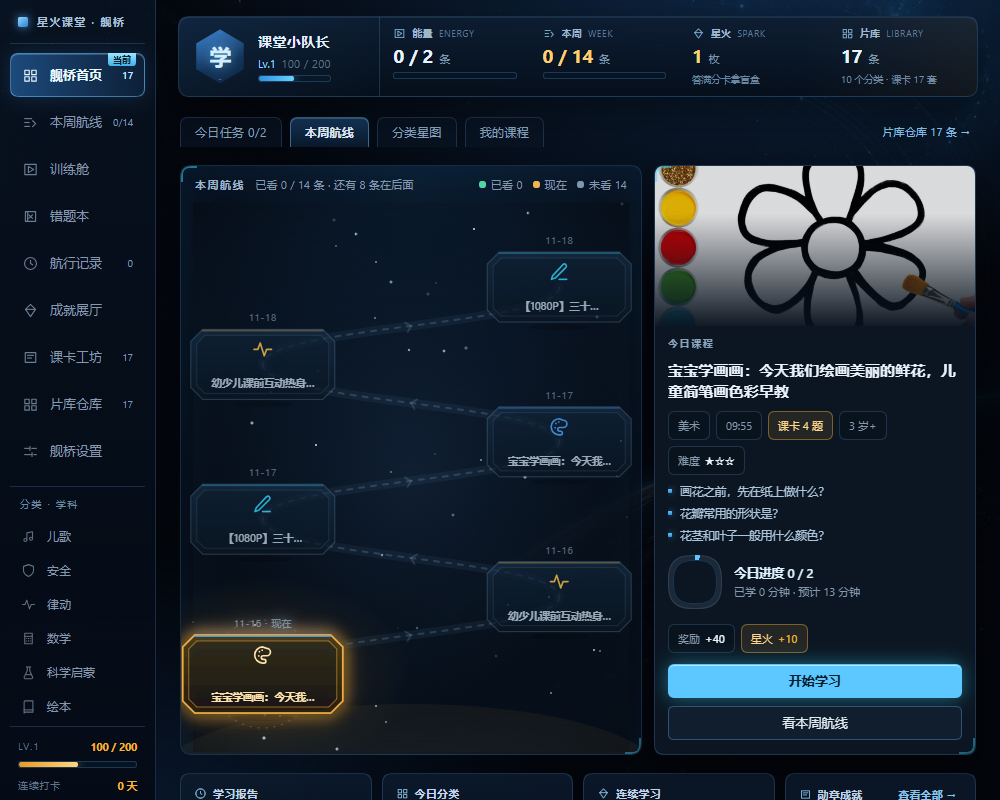 星火课堂 · 舰桥
当前
舰桥首页 17
本周航线 0/14
训练舱
错题本
航行记录 0
成就展厅
课卡工坊 17
片库仓库 17
舰桥设置
分类 · 学科
儿歌
安全
律动
数学
科学启蒙
绘本
LV.1 100 / 200
连续打卡 0 天
学
课堂小队长
Lv.1 100 / 200
能量 ENERGY
0 / 2 条
本周 WEEK
0 / 14 条
星火 SPARK
1 枚
答满分卡拿盲盒
片库 LIBRARY
17 条
10 个分类 · 课卡 17 套
今日任务 0/2
本周航线
分类星图
我的课程
片库仓库 17 条 →
本周航线 已看 0 / 14 条 · 还有 8 条在后面
已看 0 现在 未看 14
11-18
【1080P】三十...
11-18
幼少儿课前互动热身...
11-17
宝宝学画画：今天我...
11-17
【1080P】三十...
11-16
幼少儿课前互动热身...
11-16 · 现在
宝宝学画画：今天我...
今日课程
宝宝学画画：今天我们绘画美丽的鲜花，儿
童简笔画色彩早教
美术 09:55 课卡 4 题 3 岁+
难度 ★☆☆
画花之前，先在纸上做什么？
花瓣常用的形状是？
花茎和叶子一般用什么颜色？
今日进度 0 / 2
已学 0 分钟 · 预计 13 分钟
奖励 +40 星火 +10
开始学习
看本周航线
学习报告
今日分类
连续学习
勋章成就 查看全部 →